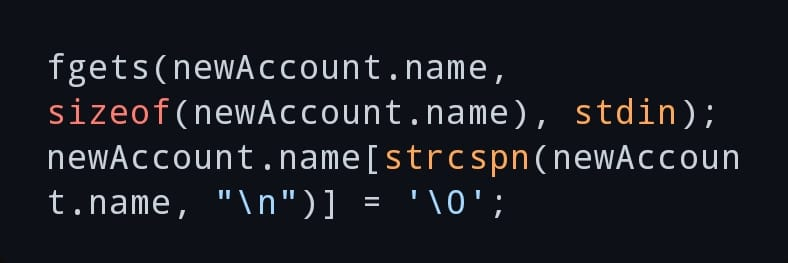 fgets(newAccount.name,
sizeof(newAccount.name), stdin);
newAccount.name[strcspn(newAccoun
t.name, "\n")] = '\0';